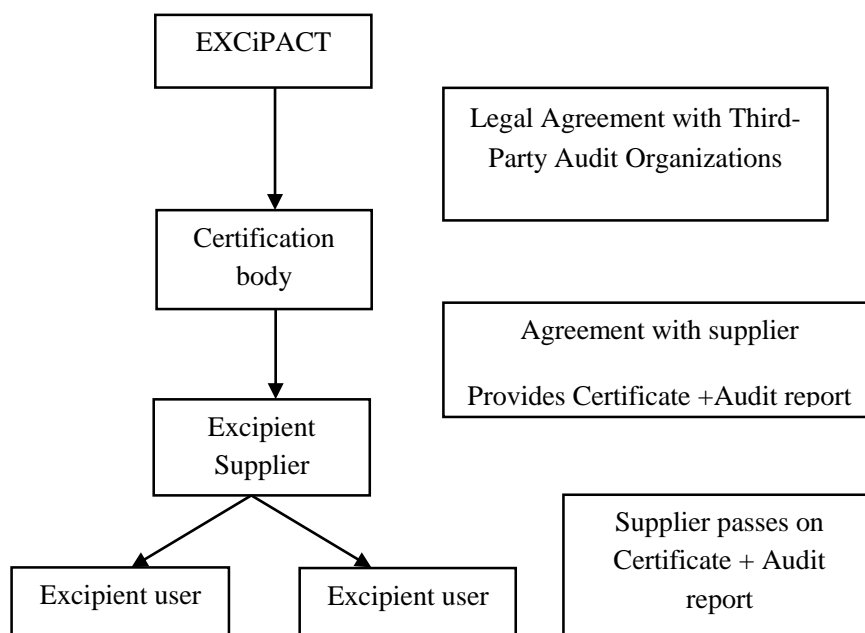 EXCiPACT
Legal Agreement with Third-
Party Audit Organizations
Certification
body
Agreement with supplier
Provides Certificate +Audit report
Excipient
Supplier
Supplier passes on
Certificate + Audit
report
Excipient user
Excipient user